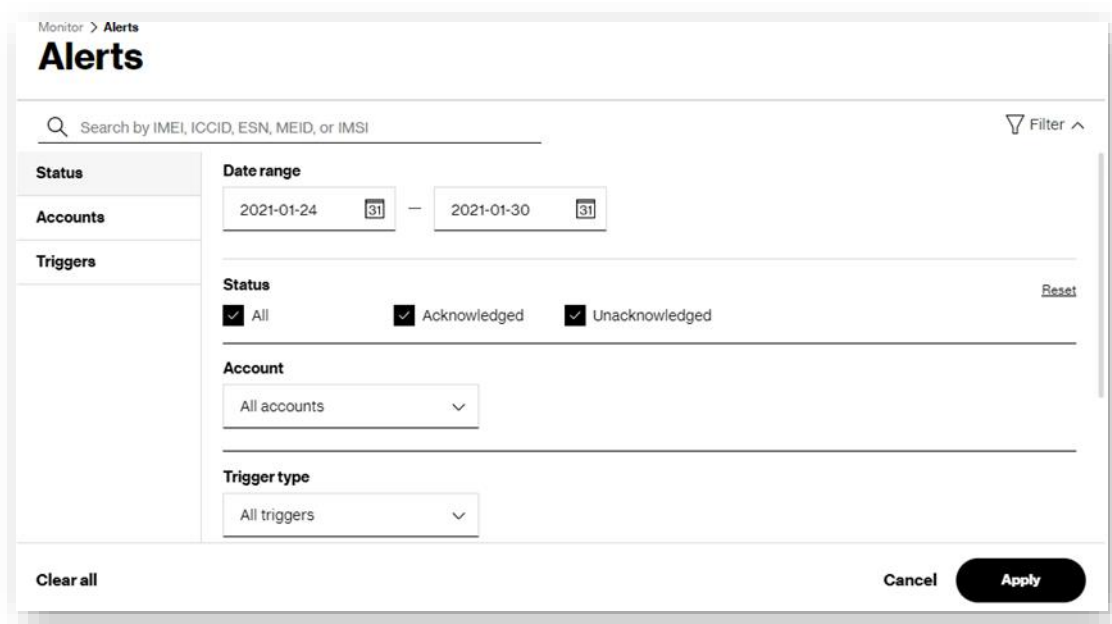 Monitor > Alerts
Alerts
Search by IMEI, ICCID, ESN, MEID, or IMSI
Filter
Status
Accounts
Triggers
Date range
2021-01-24 31 — 2021-01-30 31
Status
Reset
All Acknowledged Unacknowledged
Account
All accounts
Trigger type
All triggers
Clear all Cancel Apply